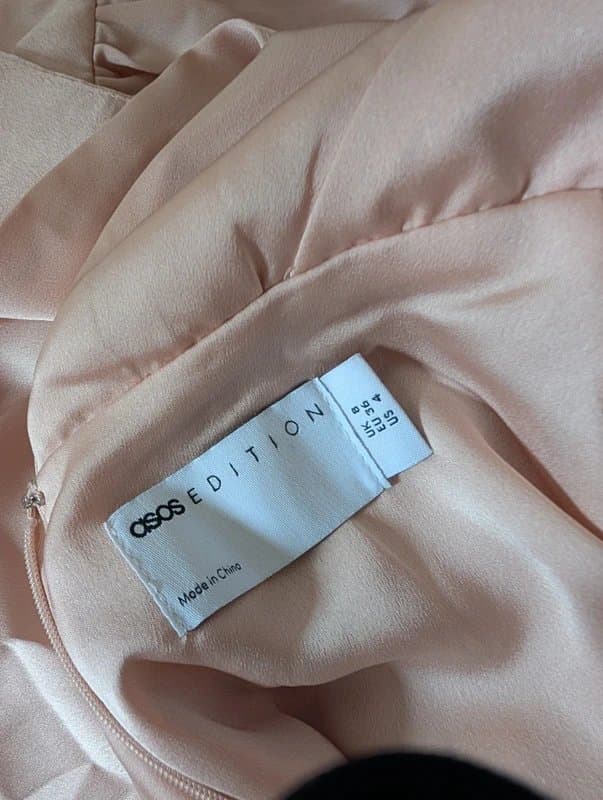 asos EDITION
Made in China
UK 8
EU 36
US 4